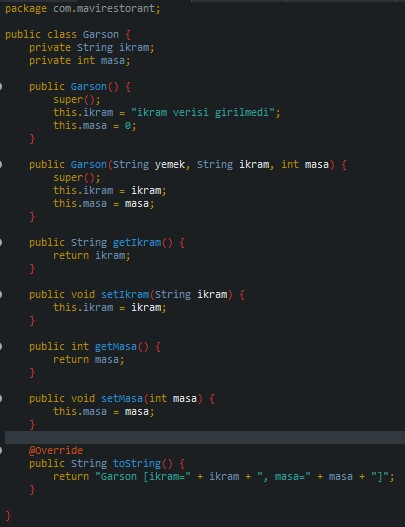 package com.mavirestorant;
public class Garson {
private String ikram;
private int masa;
public Garson() {
super();
this.ikram = "ikram verisi girilmedi";
this.masa = 0;
}
public Garson(String yemek, String ikram, int masa) {
super();
this.ikram = ikram;
this.masa = masa;
}
public String getIkram() {
return ikram;
}
public void setIkram(String ikram) {
this.ikram = ikram;
}
public int getMasa() {
return masa;
}
public void setMasa(int masa) {
this.masa = masa;
}
@Override
public String toString() {
return "Garson [ikram=" + ikram + ", masa=" + masa + "]";
}
}